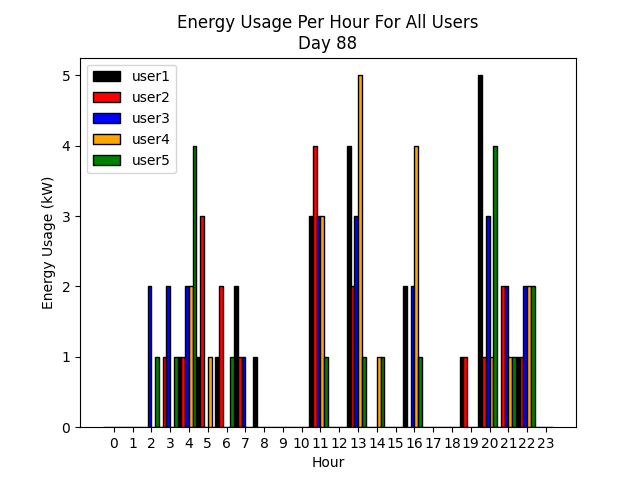 Energy Usage Per Hour For All Users
Day 88
user1
user2
user3
user4
user5
Energy Usage (kW)
5
4
3
2
1
0
0 1 2 3 4 5 6 7 8 9 10 11 12 13 14 15 16 17 18 19 20 21 22 23
Hour